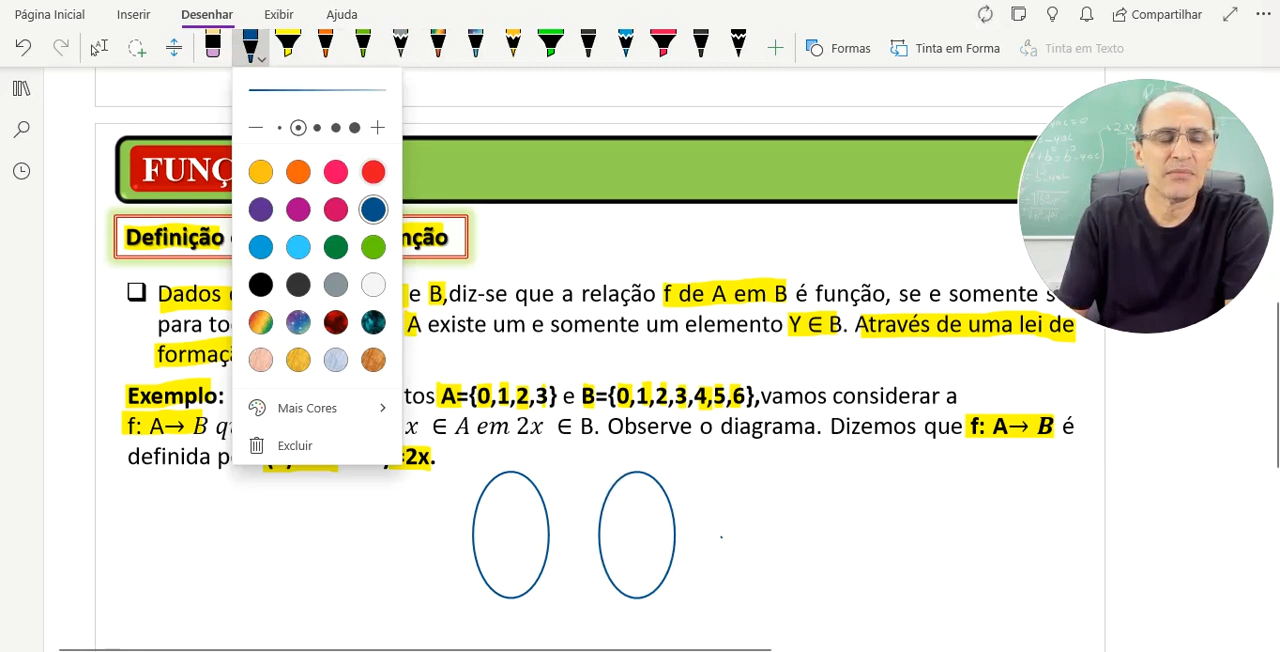 Página Inicial Inserir Desenhar Exibir Ajuda Compartilhar
Formas Tinta em Forma Tinta em Texto
FUNÇ
Definição nção
Dados e B,diz-se que a relação f de A em B é função, se e somente s
para to A existe um e somente um elemento Y ∈ B. Através de uma lei de
formaç
Exemplo: tos A={0,1,2,3} e B={0,1,2,3,4,5,6},vamos considerar a
f: A→ B qu x ∈ A em 2x ∈ B. Observe o diagrama. Dizemos que f: A→ B é
definida p =2x.
Mais Cores
Excluir